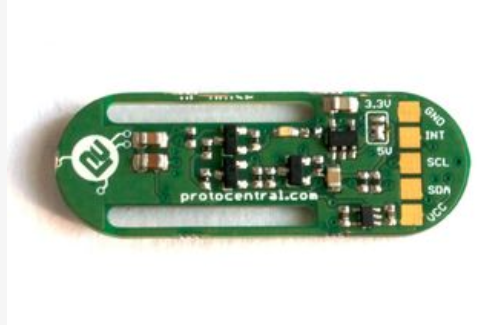 3.3V
GND
INT
5V
SCL
SDA
protocentral.com
VCC